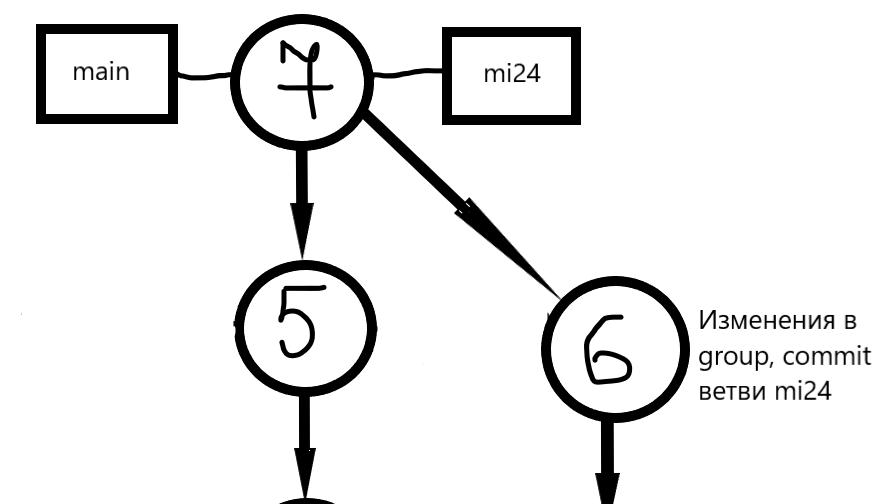 main
7
mi24
5
6
Изменения в
group, commit
ветви mi24